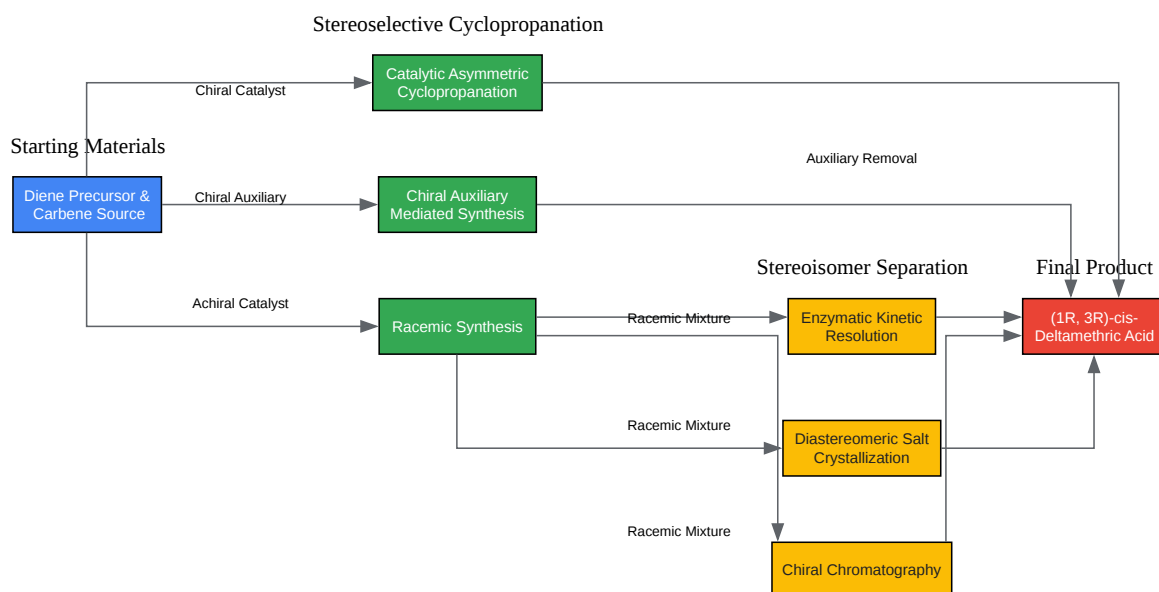 Stereoselective Cyclopropanation
Catalytic Asymmetric
Cyclopropanation
Chiral Catalyst
Starting Materials
Auxiliary Removal
Diene Precursor &
Carbene Source
Chiral Auxiliary
Chiral Auxiliary
Mediated Synthesis
Stereoisomer Separation
Final Product
Achiral Catalyst
Racemic Synthesis
Racemic Mixture
Enzymatic Kinetic
Resolution
(1R, 3R)-cis-
Deltamethric Acid
Racemic Mixture
Diastereomeric Salt
Crystallization
Racemic Mixture
Chiral Chromatography